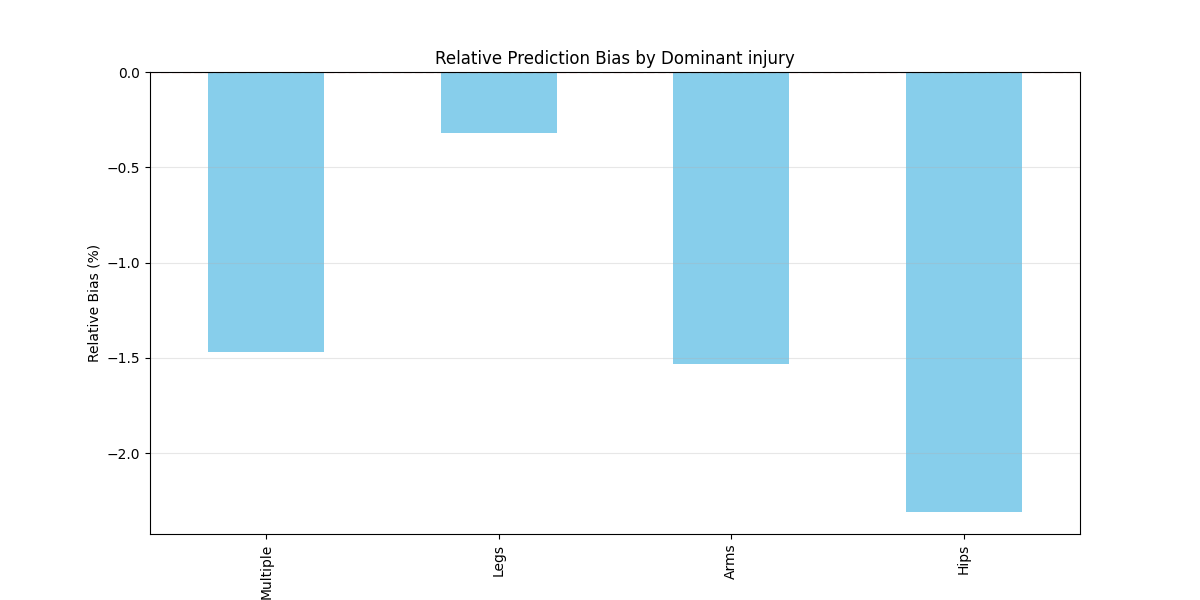 Relative Prediction Bias by Dominant injury
0.0
−0.5
−1.0
−1.5
−2.0
Relative Bias (%)
Multiple
Legs
Arms
Hips